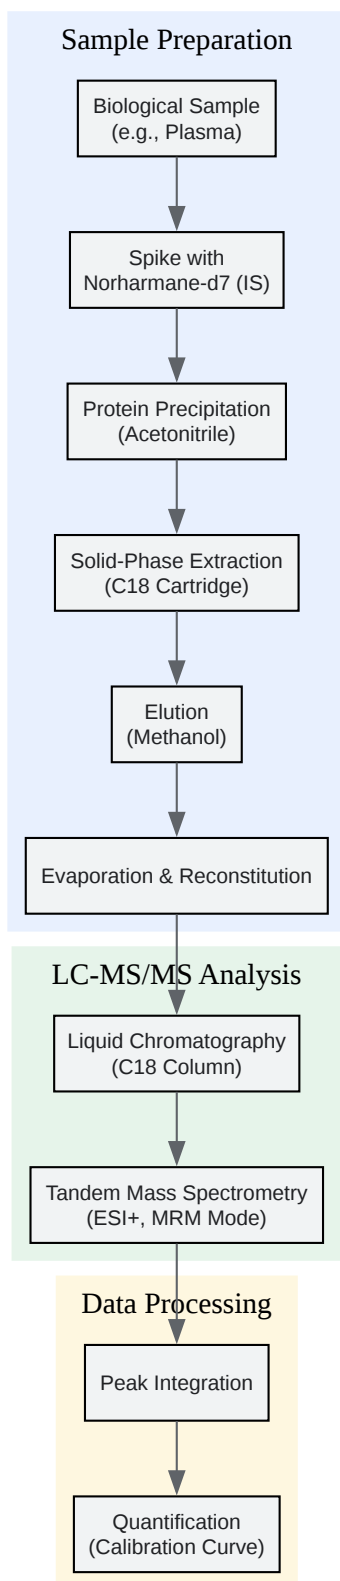 Sample Preparation
Biological Sample
(e.g., Plasma)
Spike with
Norharmane-d7 (IS)
Protein Precipitation
(Acetonitrile)
Solid-Phase Extraction
(C18 Cartridge)
Elution
(Methanol)
Evaporation & Reconstitution
LC-MS/MS Analysis
Liquid Chromatography
(C18 Column)
Tandem Mass Spectrometry
(ESI+, MRM Mode)
Data Processing
Peak Integration
Quantification
(Calibration Curve)